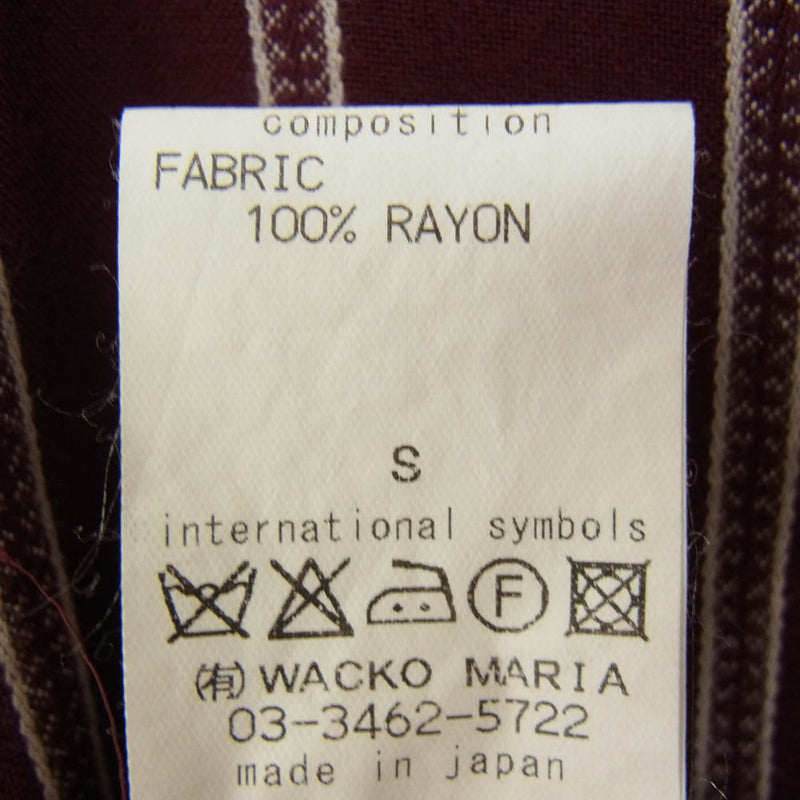 composition
FABRIC
100% RAYON
S
international symbols
F
㈲ WACKO MARIA
03-3462-5722
made in japan